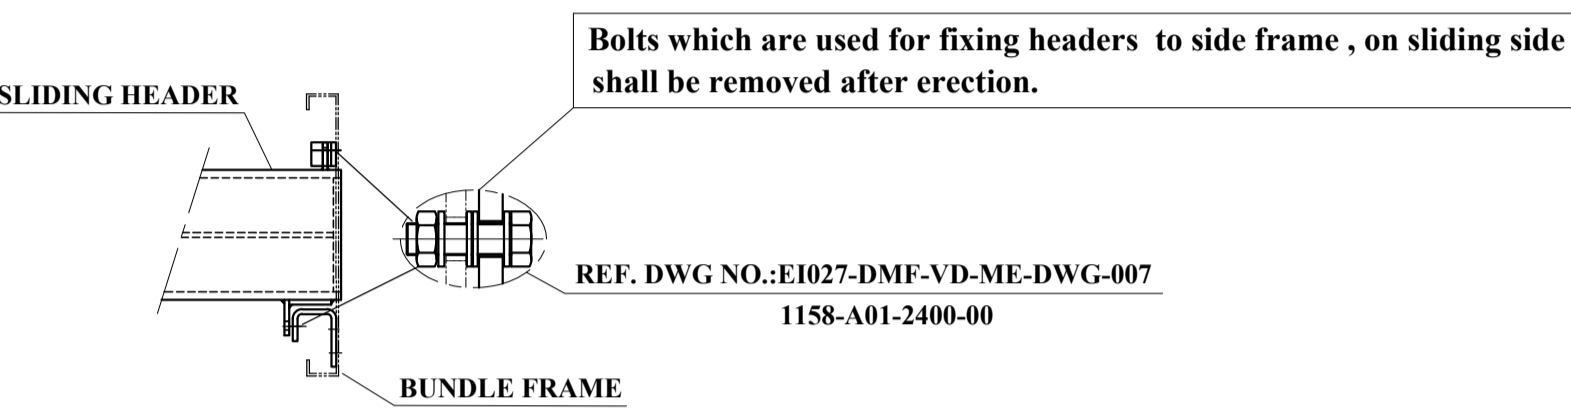 Bolts which are used for fixing headers to side frame , on sliding side
shall be removed after erection.
SLIDING HEADER
REF. DWG NO.:EI027-DMF-VD-ME-DWG-007
1158-A01-2400-00
BUNDLE FRAME